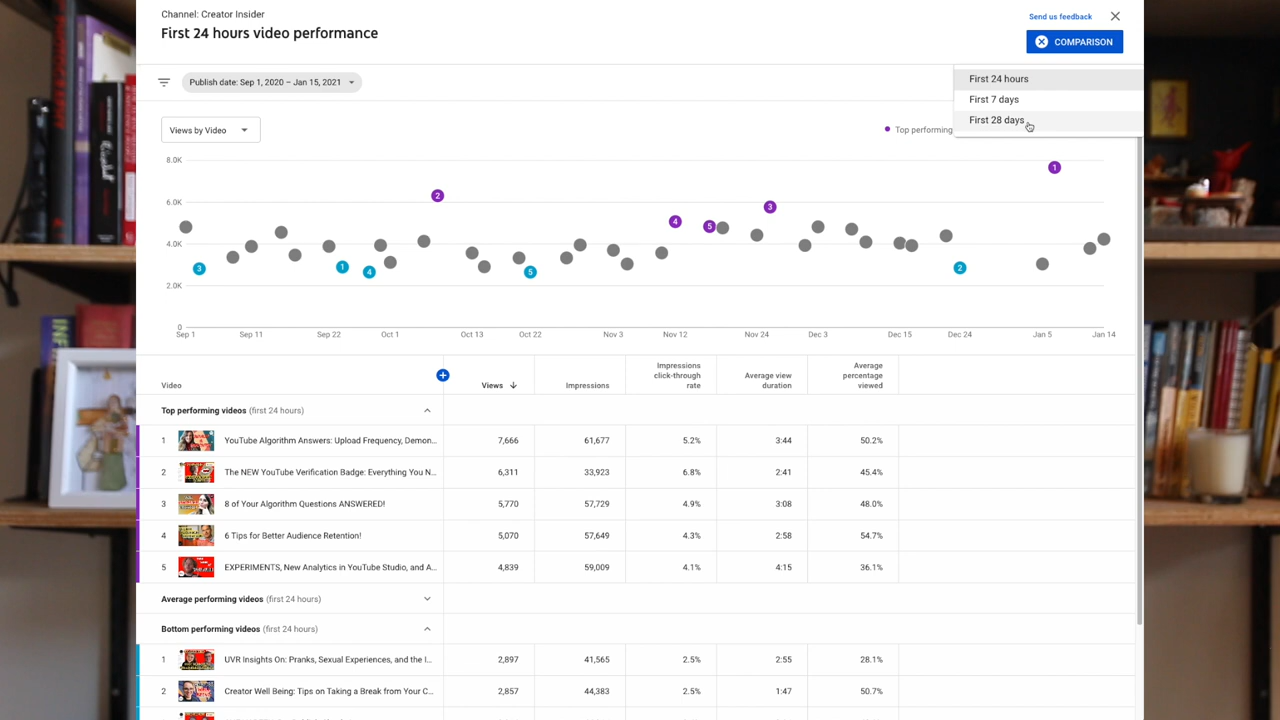 Channel: Creator Insider
First 24 hours video performance
Send us feedback
COMPARISON
Publish date: Sep 1, 2020 – Jan 15, 2021
First 24 hours
First 7 days
First 28 days
Views by Video
Top performing
8.0K
6.0K
4.0K
2.0K
0
1
2
3
4
5
3
1
4
5
2
Sep 1 Sep 11 Sep 22 Oct 1 Oct 13 Oct 22 Nov 3 Nov 12 Nov 24 Dec 3 Dec 15 Dec 24 Jan 5 Jan 14
Video Views Impressions Impressions click-through rate Average view duration Average percentage viewed
Top performing videos (first 24 hours)
1 YouTube Algorithm Answers: Upload Frequency, Demon... 7,666 61,677 5.2% 3:44 50.2%
2 The NEW YouTube Verification Badge: Everything You N... 6,311 33,923 6.8% 2:41 45.4%
3 8 of Your Algorithm Questions ANSWERED! 5,770 57,729 4.9% 3:08 48.0%
4 6 Tips for Better Audience Retention! 5,070 57,649 4.3% 2:58 54.7%
5 EXPERIMENTS, New Analytics in YouTube Studio, and A... 4,839 59,009 4.1% 4:15 36.1%
Average performing videos (first 24 hours)
Bottom performing videos (first 24 hours)
1 UVR Insights On: Pranks, Sexual Experiences, and the I... 2,897 41,565 2.5% 2:55 28.1%
2 Creator Well Being: Tips on Taking a Break from Your C... 2,857 44,383 2.5% 1:47 50.7%